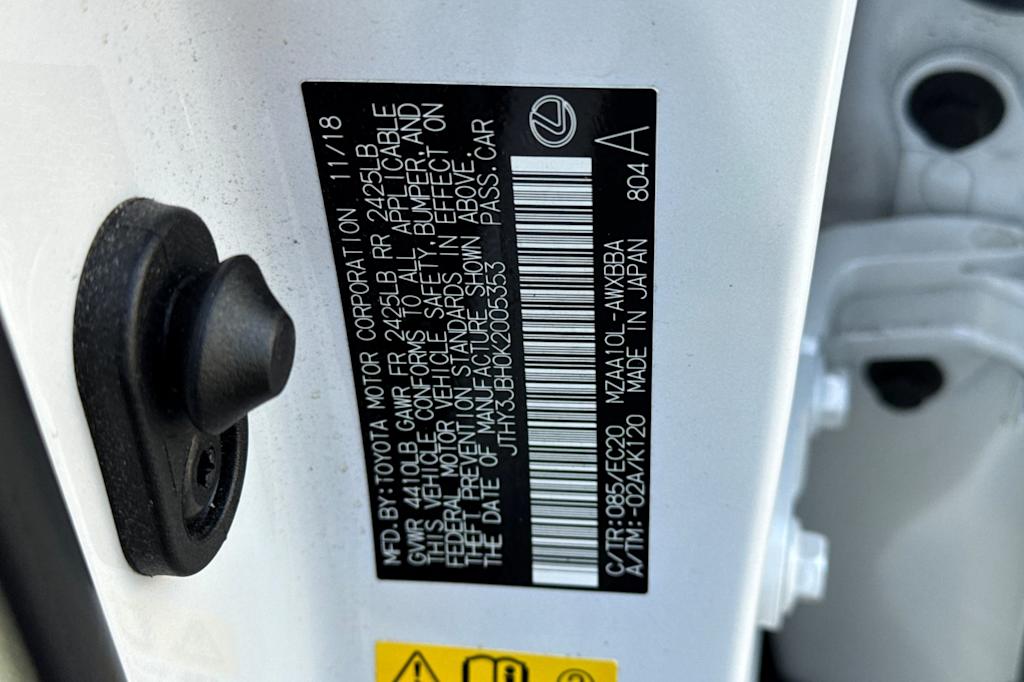 MFD.BY:TOYOTA MOTOR CORPORATION 11/18
GVWR 4410LB GAWR FR 2425LB RR 2425LB
THIS VEHICLE CONFORMS TO ALL APPLICABLE
FEDERAL MOTOR VEHICLE SAFETY,BUMPER,AND
THEFT PREVENTION STANDARDS IN EFFECT ON
THE DATE OF MANUFACTURE SHOWN ABOVE.
JTHY3JBH0K2005353 PASS.CAR
C/TR:085/EC20 MZAA10L-AWXBBA
A/TM:-02A/K120 MADE IN JAPAN 804 A